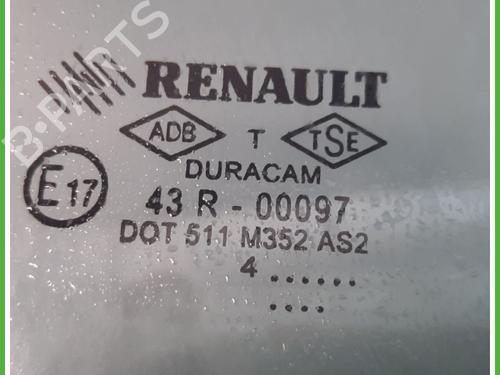 RENAULT
ADB T TSE
DURACAM
E17
43 R - 00097
DOT 511 M352 AS2
4 ......
....
B-PARTS